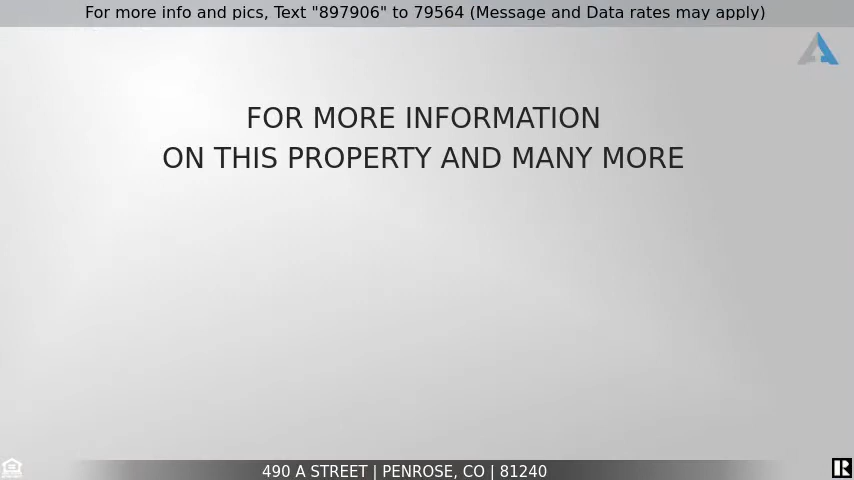 For more info and pics, Text "897906" to 79564 (Message and Data rates may apply)
FOR MORE INFORMATION
ON THIS PROPERTY AND MANY MORE
490 A STREET | PENROSE, CO | 81240